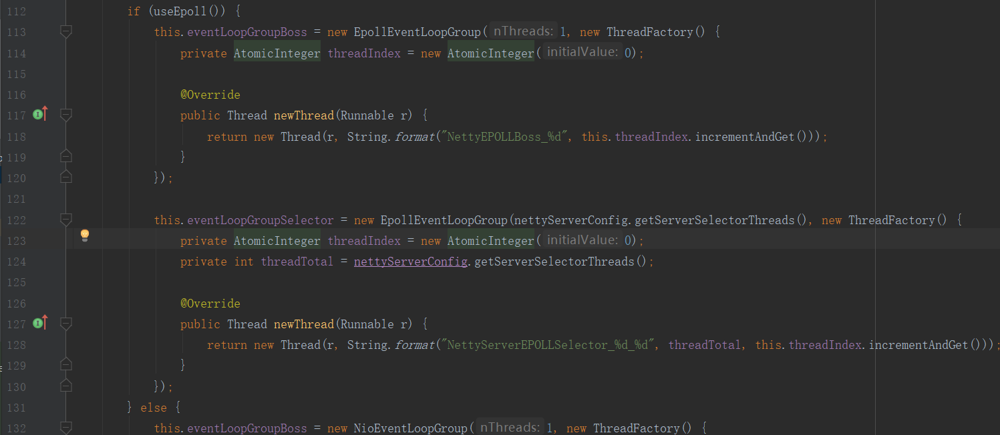 112 if (useEpoll()) {
113 this.eventLoopGroupBoss = new EpollEventLoopGroup( nThreads: 1, new ThreadFactory() {
114 private AtomicInteger threadIndex = new AtomicInteger( initialValue: 0);
115
116 @Override
117 public Thread newThread(Runnable r) {
118 return new Thread(r, String.format("NettyEPOLLBoss_%d", this.threadIndex.incrementAndGet()));
119 }
120 });
121
122 this.eventLoopGroupSelector = new EpollEventLoopGroup(nettyServerConfig.getServerSelectorThreads(), new ThreadFactory() {
123 private AtomicInteger threadIndex = new AtomicInteger( initialValue: 0);
124 private int threadTotal = nettyServerConfig.getServerSelectorThreads();
125
126 @Override
127 public Thread newThread(Runnable r) {
128 return new Thread(r, String.format("NettyServerEPOLLSelector_%d_%d", threadTotal, this.threadIndex.incrementAndGet()));
129 }
130 });
131 } else {
132 this.eventLoopGroupBoss = new NioEventLoopGroup( nThreads: 1, new ThreadFactory() {